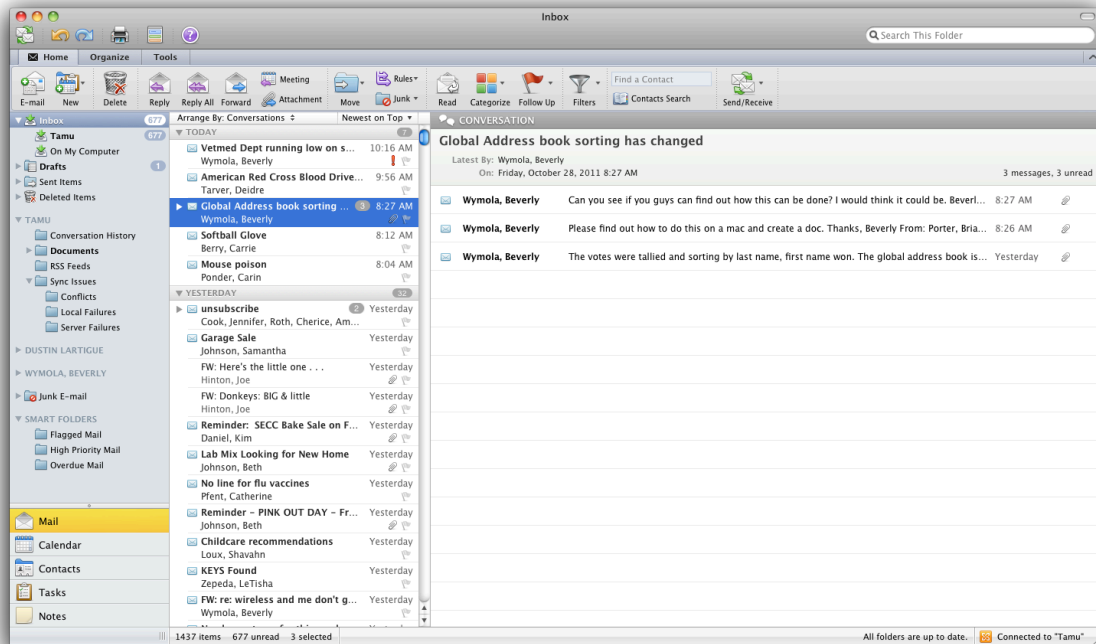 Inbox
Search This Folder
Home Organize Tools
E-mail New Delete Reply Reply All Forward Meeting Attachment Move Rules Junk Read Categorize Follow Up Filters Find a Contact Contacts Search Send/Receive
Inbox 677
Tamu 677
On My Computer
Drafts 1
Sent Items
Deleted Items
TAMU
Conversation History
Documents
RSS Feeds
Sync Issues
Conflicts
Local Failures
Server Failures
DUSTIN LARTIGUE
WYMOLA, BEVERLY
Junk E-mail
SMART FOLDERS
Flagged Mail
High Priority Mail
Overdue Mail
Mail
Calendar
Contacts
Tasks
Notes
Arrange By: Conversations Newest on Top
TODAY 7
Vetmed Dept running low on s... 10:16 AM
Wymola, Beverly
American Red Cross Blood Drive... 9:56 AM
Tarver, Deidre
Global Address book sorting ... 3 8:27 AM
Wymola, Beverly
Softball Glove 8:12 AM
Berry, Carrie
Mouse poison 8:04 AM
Ponder, Carin
YESTERDAY 32
unsubscribe 2 Yesterday
Cook, Jennifer, Roth, Cherice, Am...
Garage Sale Yesterday
Johnson, Samantha
FW: Here's the little one . . . Yesterday
Hinton, Joe
FW: Donkeys: BIG & little Yesterday
Hinton, Joe
Reminder: SECC Bake Sale on F... Yesterday
Daniel, Kim
Lab Mix Looking for New Home Yesterday
Johnson, Beth
No line for flu vaccines Yesterday
Pfent, Catherine
Reminder – PINK OUT DAY – Fr... Yesterday
Johnson, Beth
Childcare recommendations Yesterday
Loux, Shavahn
KEYS Found Yesterday
Zepeda, LeTisha
FW: re: wireless and me don't g... Yesterday
Wymola, Beverly
CONVERSATION
Global Address book sorting has changed
Latest By: Wymola, Beverly
On: Friday, October 28, 2011 8:27 AM 3 messages, 3 unread
Wymola, Beverly Can you see if you guys can find out how this can be done? I would think it could be. Beverl... 8:27 AM
Wymola, Beverly Please find out how to do this on a mac and create a doc. Thanks, Beverly From: Porter, Bria... 8:26 AM
Wymola, Beverly The votes were tallied and sorting by last name, first name won. The global address book is... Yesterday
1437 items 677 unread 3 selected
All folders are up to date. Connected to "Tamu"